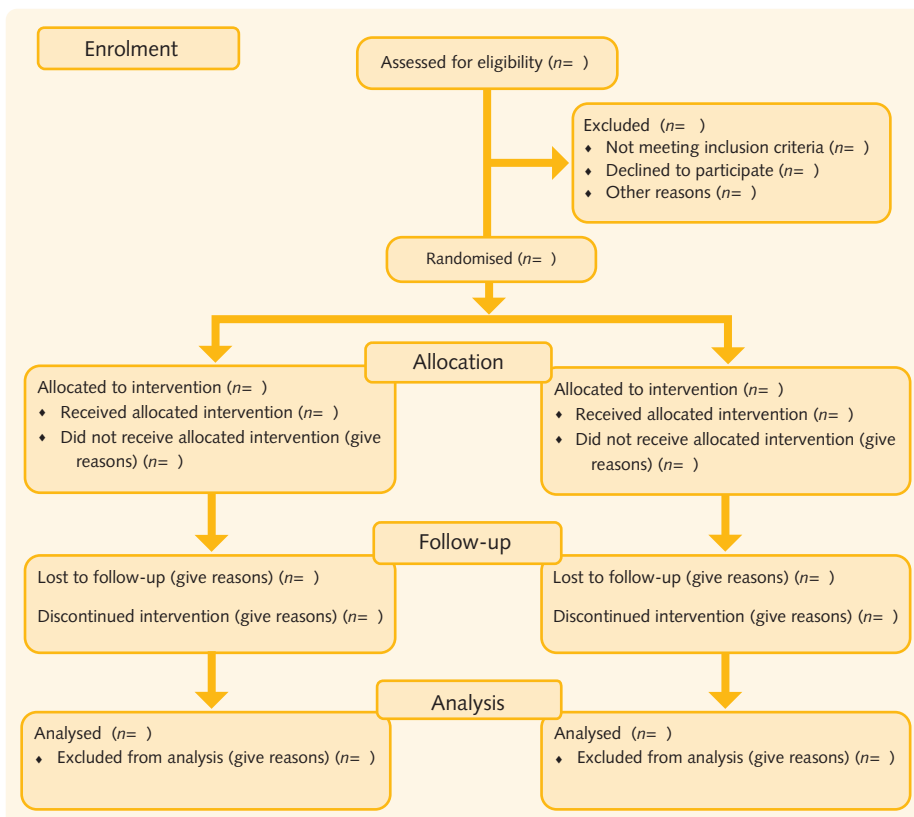 Enrolment
Assessed for eligibility (n= )
Excluded (n= )
♦ Not meeting inclusion criteria (n= )
♦ Declined to participate (n= )
♦ Other reasons (n= )
Randomised (n= )
Allocation
Allocated to intervention (n= )
♦ Received allocated intervention (n= )
♦ Did not receive allocated intervention (give
reasons) (n= )
Allocated to intervention (n= )
♦ Received allocated intervention (n= )
♦ Did not receive allocated intervention (give
reasons) (n= )
Follow-up
Lost to follow-up (give reasons) (n= )
Discontinued intervention (give reasons) (n= )
Lost to follow-up (give reasons) (n= )
Discontinued intervention (give reasons) (n= )
Analysis
Analysed (n= )
♦ Excluded from analysis (give reasons) (n= )
Analysed (n= )
♦ Excluded from analysis (give reasons) (n= )